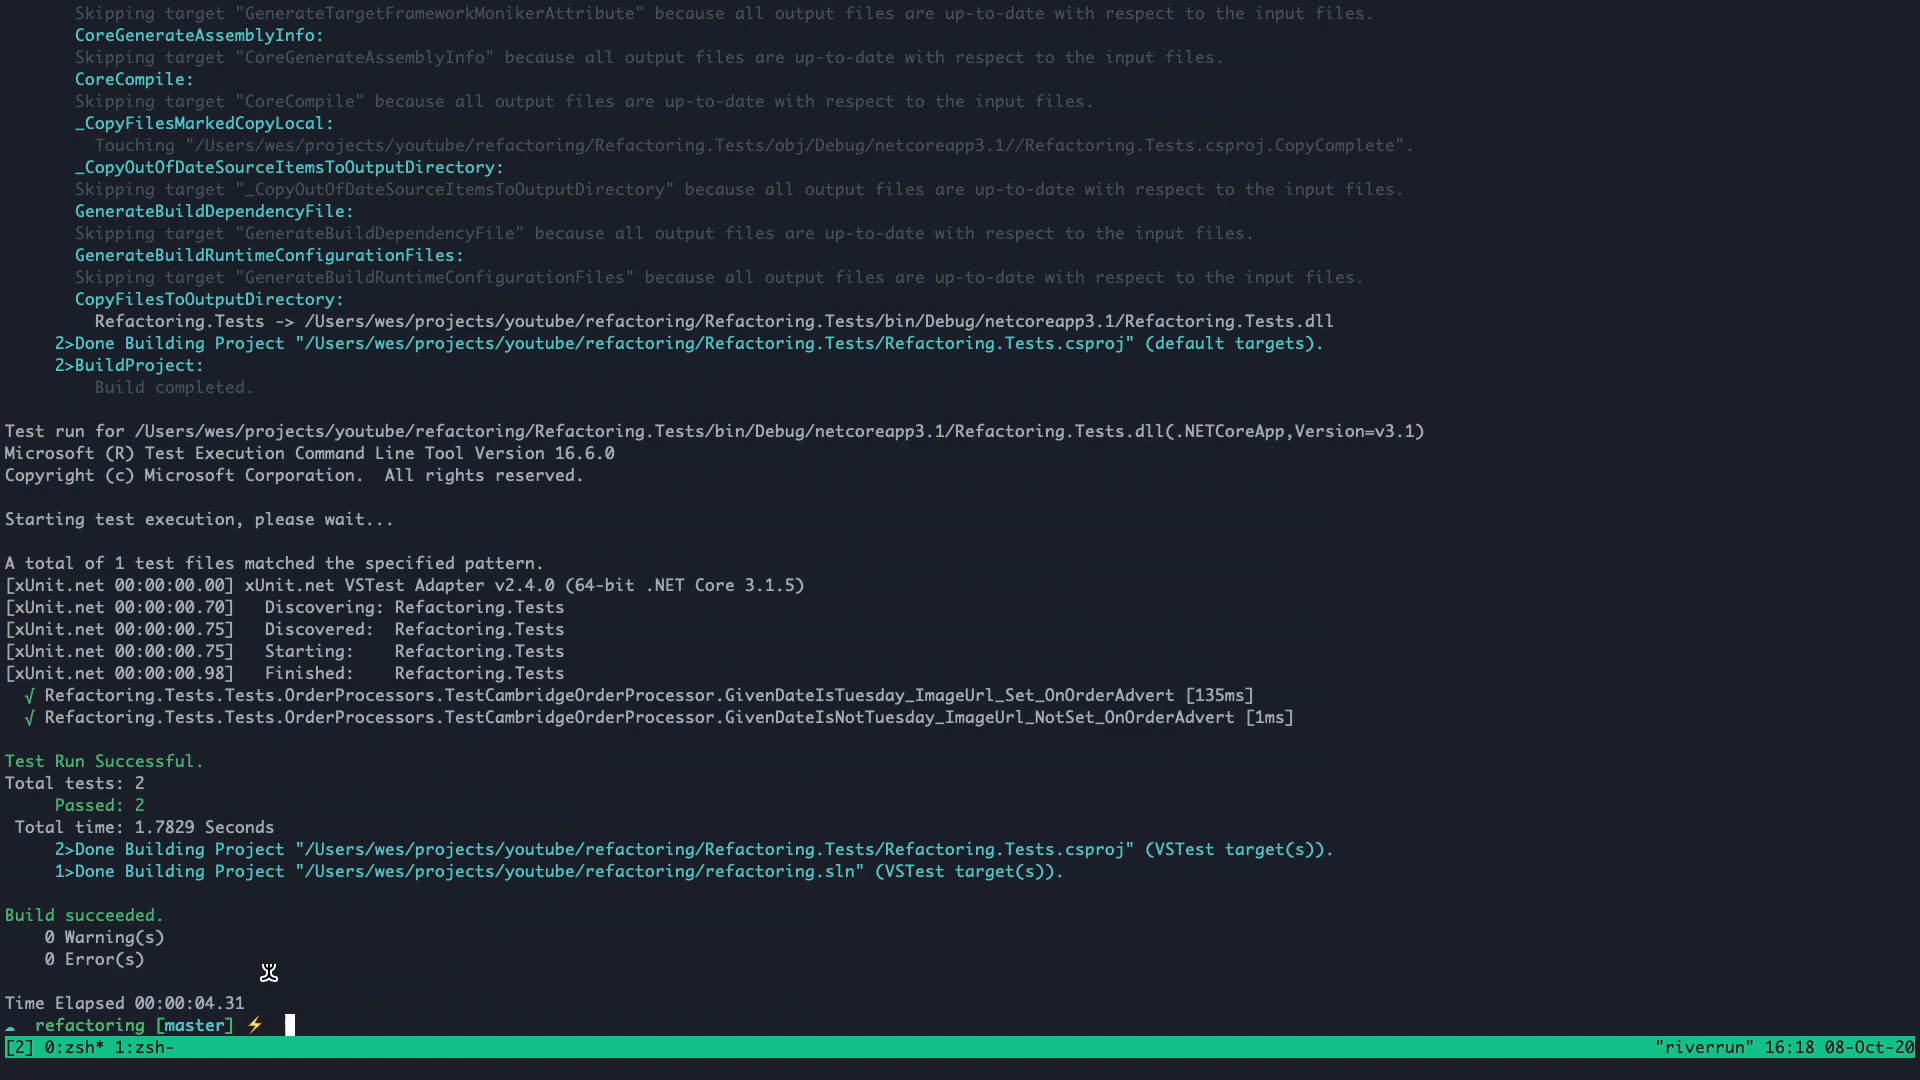 Skipping target "GenerateTargetFrameworkMonikerAttribute" because all output files are up-to-date with respect to the input files.
CoreGenerateAssemblyInfo:
Skipping target "CoreGenerateAssemblyInfo" because all output files are up-to-date with respect to the input files.
CoreCompile:
Skipping target "CoreCompile" because all output files are up-to-date with respect to the input files.
_CopyFilesMarkedCopyLocal:
Touching "/Users/wes/projects/youtube/refactoring/Refactoring.Tests/obj/Debug/netcoreapp3.1//Refactoring.Tests.csproj.CopyComplete".
_CopyOutOfDateSourceItemsToOutputDirectory:
Skipping target "_CopyOutOfDateSourceItemsToOutputDirectory" because all output files are up-to-date with respect to the input files.
GenerateBuildDependencyFile:
Skipping target "GenerateBuildDependencyFile" because all output files are up-to-date with respect to the input files.
GenerateBuildRuntimeConfigurationFiles:
Skipping target "GenerateBuildRuntimeConfigurationFiles" because all output files are up-to-date with respect to the input files.
CopyFilesToOutputDirectory:
Refactoring.Tests -> /Users/wes/projects/youtube/refactoring/Refactoring.Tests/bin/Debug/netcoreapp3.1/Refactoring.Tests.dll
2>Done Building Project "/Users/wes/projects/youtube/refactoring/Refactoring.Tests/Refactoring.Tests.csproj" (default targets).
2>BuildProject:
Build completed.
Test run for /Users/wes/projects/youtube/refactoring/Refactoring.Tests/bin/Debug/netcoreapp3.1/Refactoring.Tests.dll(.NETCoreApp,Version=v3.1)
Microsoft (R) Test Execution Command Line Tool Version 16.6.0
Copyright (c) Microsoft Corporation.  All rights reserved.
Starting test execution, please wait...
A total of 1 test files matched the specified pattern.
[xUnit.net 00:00:00.00] xUnit.net VSTest Adapter v2.4.0 (64-bit .NET Core 3.1.5)
[xUnit.net 00:00:00.70]   Discovering: Refactoring.Tests
[xUnit.net 00:00:00.75]   Discovered:  Refactoring.Tests
[xUnit.net 00:00:00.75]   Starting:    Refactoring.Tests
[xUnit.net 00:00:00.98]   Finished:    Refactoring.Tests
√ Refactoring.Tests.Tests.OrderProcessors.TestCambridgeOrderProcessor.GivenDateIsTuesday_ImageUrl_Set_OnOrderAdvert [135ms]
√ Refactoring.Tests.Tests.OrderProcessors.TestCambridgeOrderProcessor.GivenDateIsNotTuesday_ImageUrl_NotSet_OnOrderAdvert [1ms]
Test Run Successful.
Total tests: 2
Passed: 2
Total time: 1.7829 Seconds
2>Done Building Project "/Users/wes/projects/youtube/refactoring/Refactoring.Tests/Refactoring.Tests.csproj" (VSTest target(s)).
1>Done Building Project "/Users/wes/projects/youtube/refactoring/refactoring.sln" (VSTest target(s)).
Build succeeded.
0 Warning(s)
0 Error(s)
Time Elapsed 00:00:04.31
☁ refactoring [master] ⚡
[2] 0:zsh* 1:zsh- "riverrun" 16:18 08-Oct-20